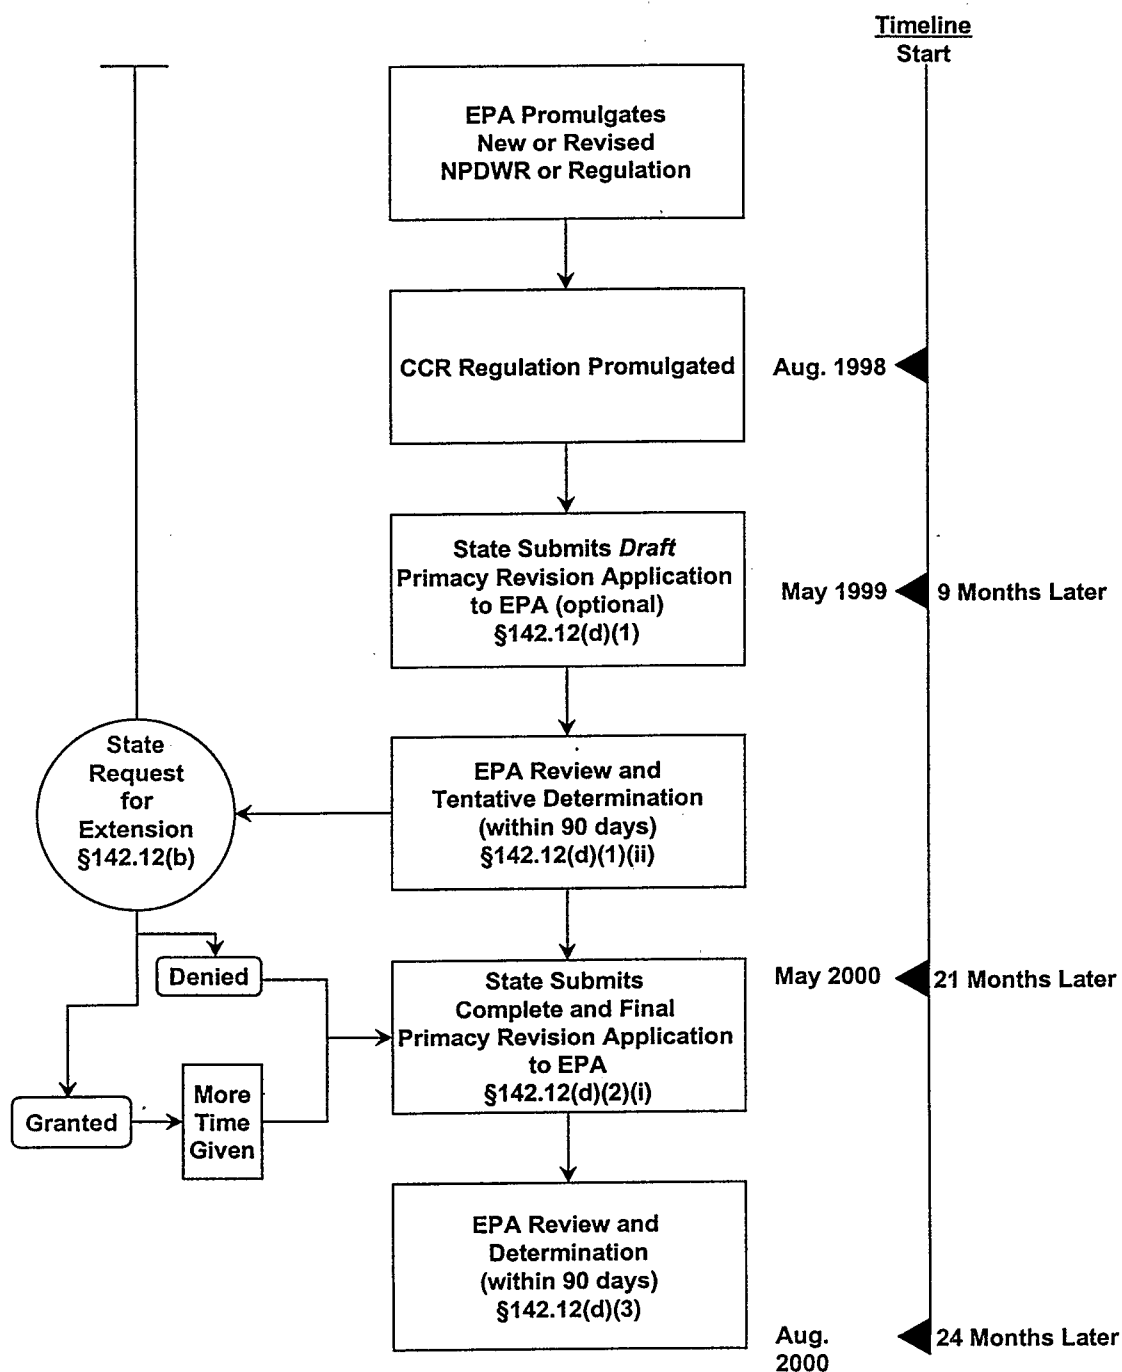 Timeline
Start
EPA Promulgates
New or Revised
NPDWR or Regulation
CCR Regulation Promulgated
Aug. 1998
State Submits Draft
Primacy Revision Application
to EPA (optional)
§142.12(d)(1)
May 1999
9 Months Later
State
Request
for
Extension
§142.12(b)
EPA Review and
Tentative Determination
(within 90 days)
§142.12(d)(1)(ii)
Denied
Granted
More
Time
Given
State Submits
Complete and Final
Primacy Revision Application
to EPA
§142.12(d)(2)(i)
May 2000
21 Months Later
EPA Review and
Determination
(within 90 days)
§142.12(d)(3)
Aug.
2000
24 Months Later